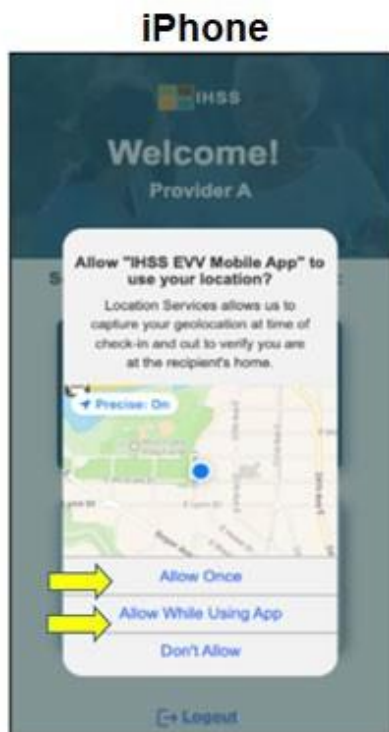 iPhone
IHSS
Welcome!
Provider A
Allow "IHSS EVV Mobile App" to
use your location?
Location Services allows us to
capture your geolocation at time of
check-in and out to verify you are
at the recipient's home.
Precise: On
Allow Once
Allow While Using App
Don't Allow
Logout